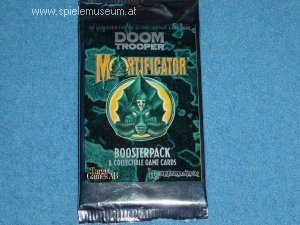 www.spielemuseum.at
DOOM
TROOPER
MORTIFICATOR
BOOSTERPACK
8 COLLECTIBLE GAME CARDS
Target
Games AB